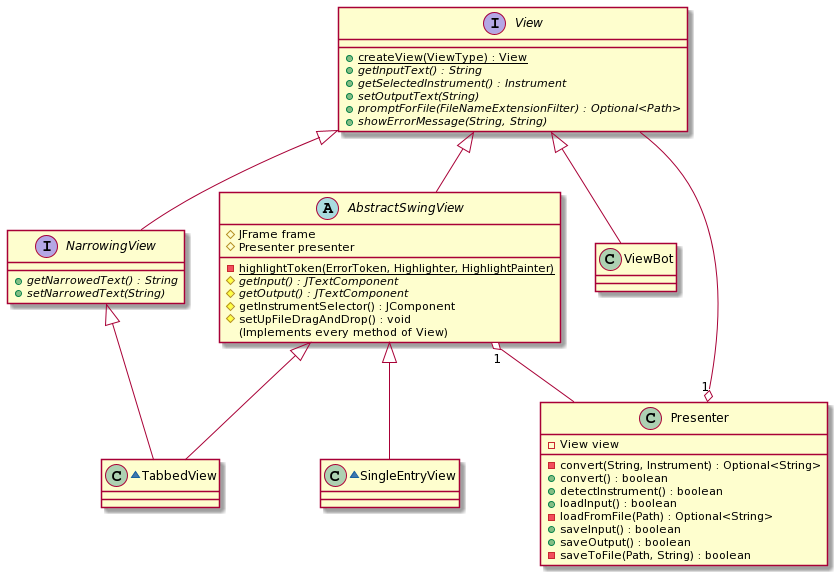 I View
createView(ViewType) : View
getInputText() : String
getSelectedInstrument() : Instrument
setOutputText(String)
promptForFile(FileNameExtensionFilter) : Optional<Path>
showErrorMessage(String, String)
I NarrowingView
getNarrowedText() : String
setNarrowedText(String)
A AbstractSwingView
JFrame frame
Presenter presenter
highlightToken(ErrorToken, Highlighter, HighlightPainter)
getInput() : JTextComponent
getOutput() : JTextComponent
getInstrumentSelector() : JComponent
setUpFileDragAndDrop() : void
(Implements every method of View)
C ViewBot
1
1
C TabbedView
C SingleEntryView
C Presenter
View view
convert(String, Instrument) : Optional<String>
convert() : boolean
detectInstrument() : boolean
loadInput() : boolean
loadFromFile(Path) : Optional<String>
saveInput() : boolean
saveOutput() : boolean
saveToFile(Path, String) : boolean